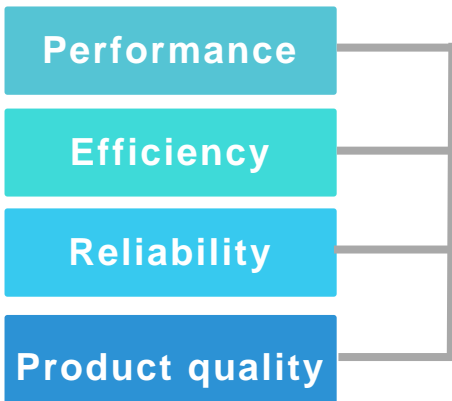 Performance
Efficiency
Reliability
Product quality